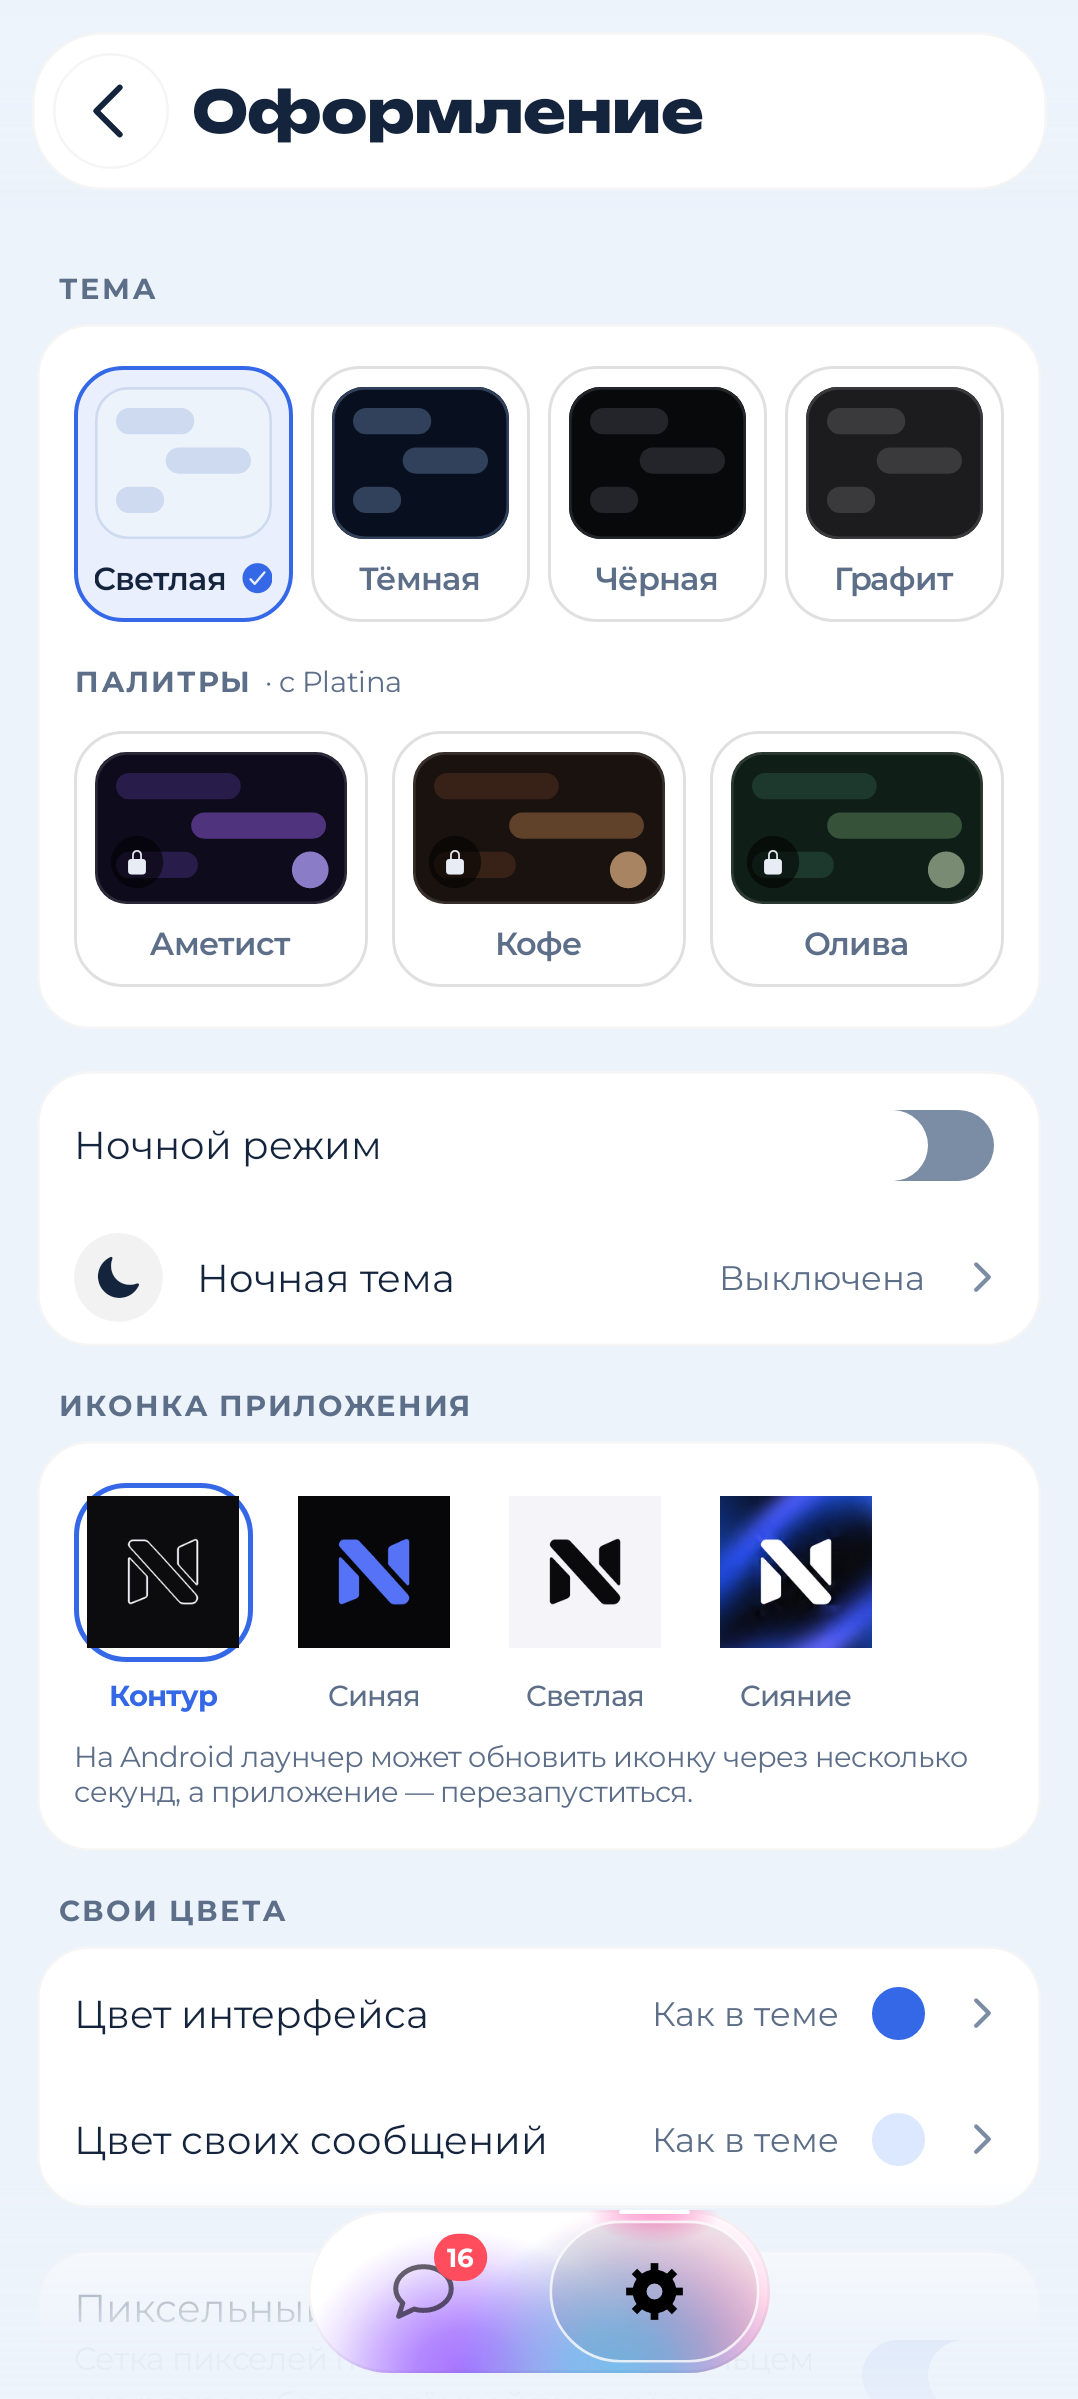 Оформление
ТЕМА
Светлая
Тёмная
Чёрная
Графит
ПАЛИТРЫ · с Platina
Аметист
Кофе
Олива
Ночной режим
Ночная тема
Выключена
ИКОНКА ПРИЛОЖЕНИЯ
Контур
Синяя
Светлая
Сияние
На Android лаунчер может обновить иконку через несколько
секунд, а приложение — перезапуститься.
СВОИ ЦВЕТА
Цвет интерфейса
Как в теме
Цвет своих сообщений
Как в теме
16
Сетка пикселей